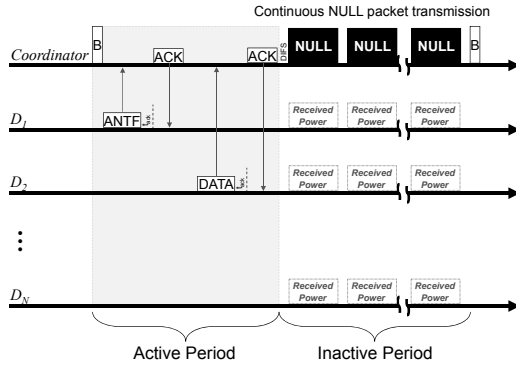 Continuous NULL packet transmission
Coordinator
B
ACK
ACK
DIFS
NULL
NULL
NULL
B
D1
ANTF
tack
Received Power
Received Power
Received Power
D2
DATA
tack
Received Power
Received Power
Received Power
DN
Received Power
Received Power
Received Power
Active Period
Inactive Period